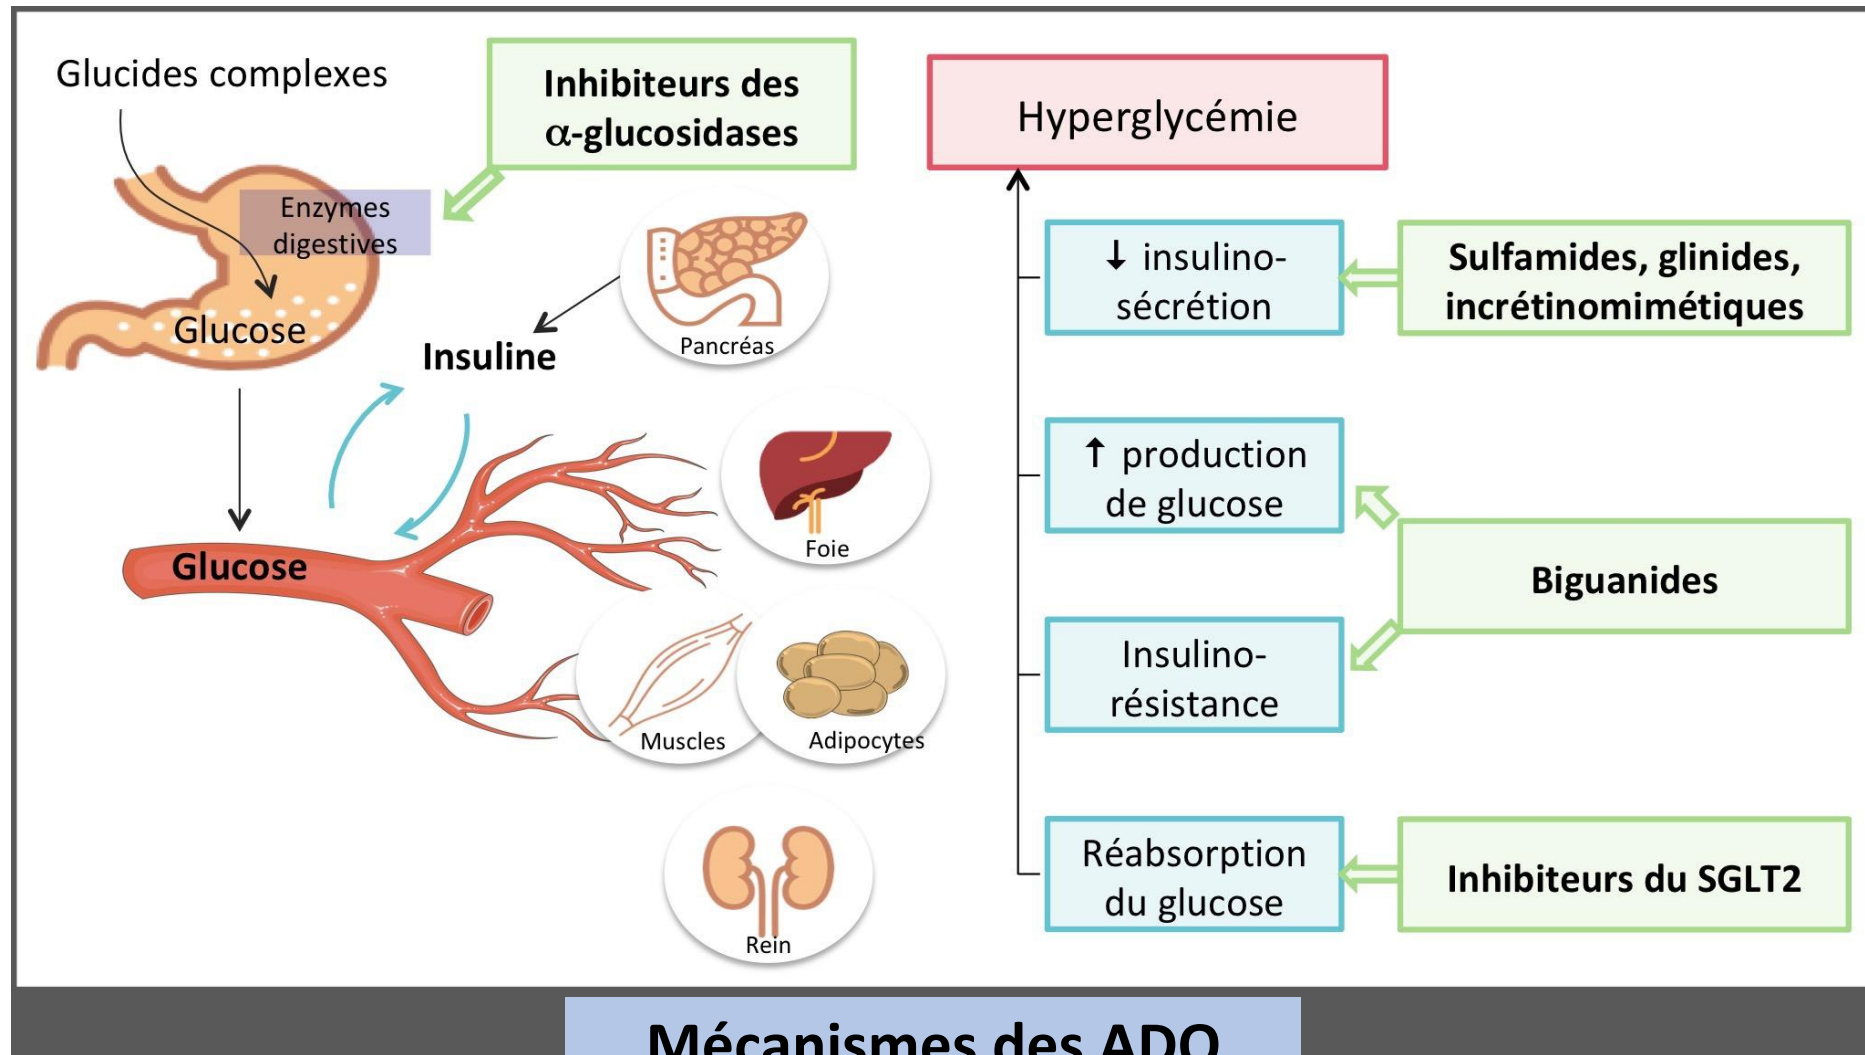 Glucides complexes
Inhibiteurs des
α-glucosidases
Enzymes
digestives
Glucose
Pancréas
Insuline
Glucose
Foie
Muscles
Adipocytes
Rein
Hyperglycémie
↓ insulino-
sécrétion
Sulfamides, glinides,
incrétinomimétiques
↑ production
de glucose
Biguanides
Insulino-
résistance
Réabsorption
du glucose
Inhibiteurs du SGLT2
Mécanismes des ADO